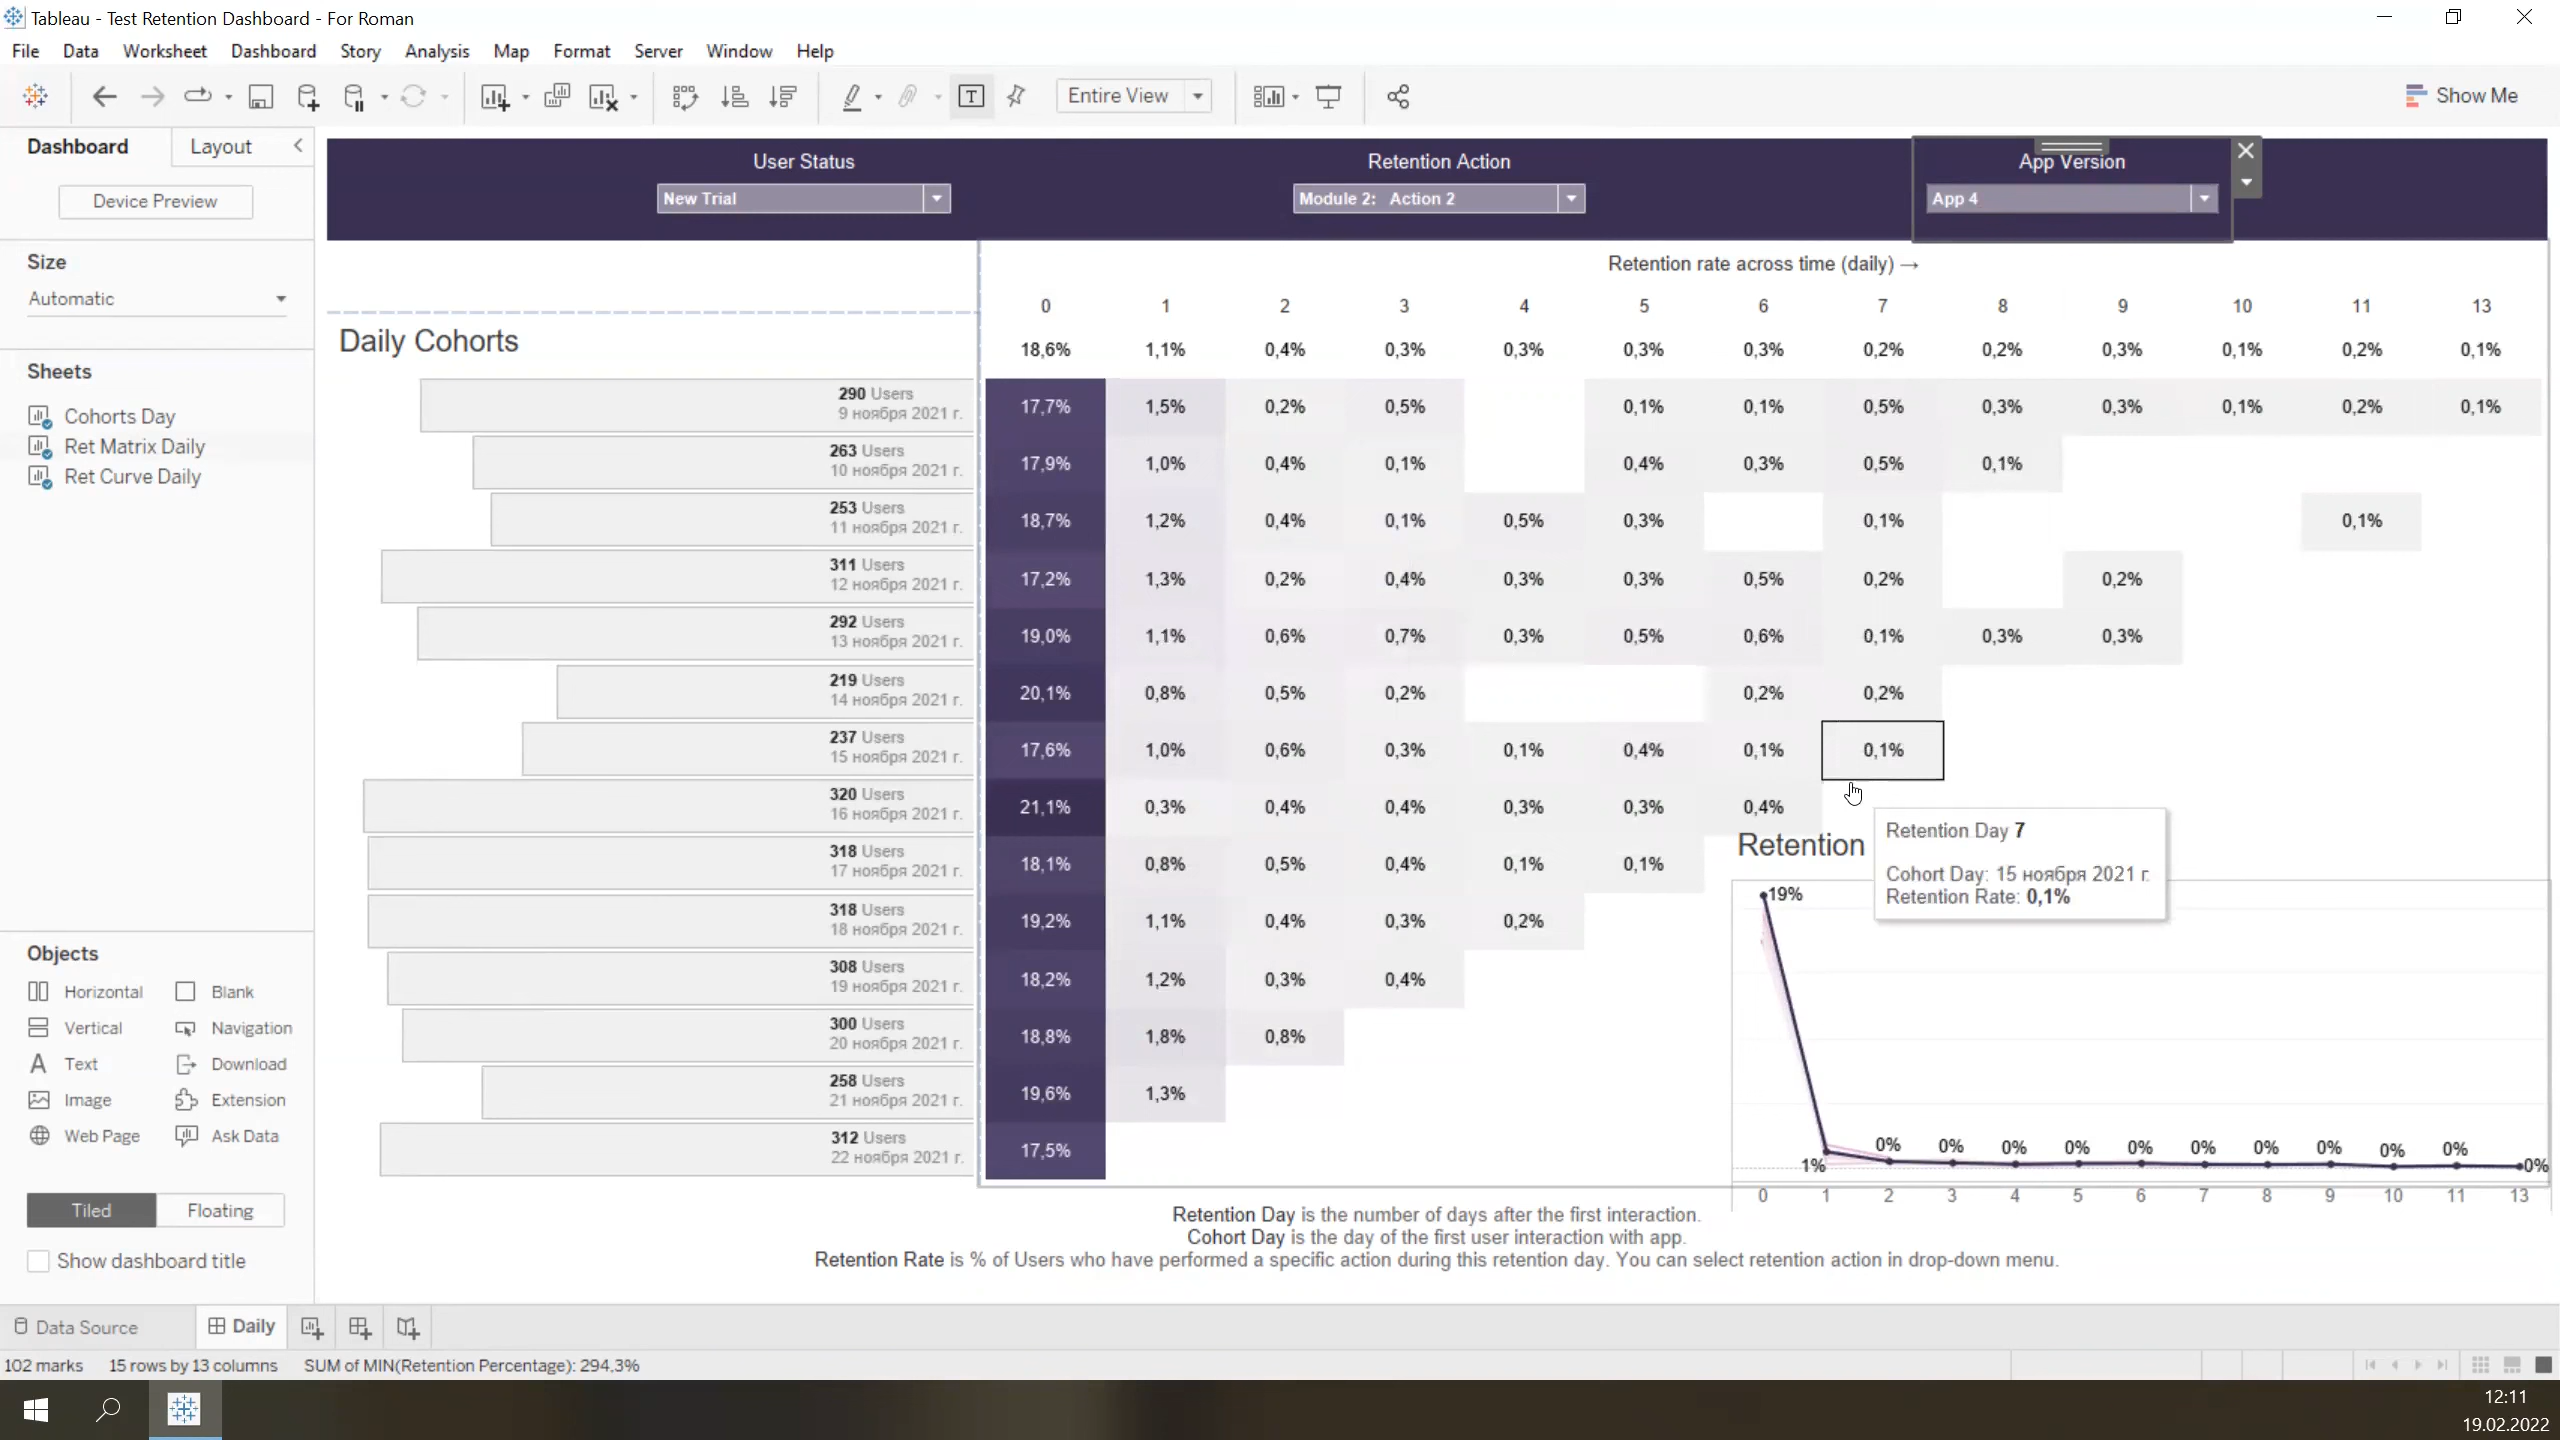 Tableau - Test Retention Dashboard - For Roman
File Data Worksheet Dashboard Story Analysis Map Format Server Window Help
Entire View
Show Me
Dashboard Layout
Device Preview
Size
Automatic
Sheets
Cohorts Day
Ret Matrix Daily
Ret Curve Daily
Objects
Horizontal Blank
Vertical Navigation
Text Download
Image Extension
Web Page Ask Data
Tiled Floating
Show dashboard title
User Status Retention Action App Version
New Trial Module 2: Action 2 App 4
Retention rate across time (daily) →
0 1 2 3 4 5 6 7 8 9 10 11 13
Daily Cohorts
18,6% 1,1% 0,4% 0,3% 0,3% 0,3% 0,3% 0,2% 0,2% 0,3% 0,1% 0,2% 0,1%
290 Users
9 ноября 2021 г.
17,7% 1,5% 0,2% 0,5% 0,1% 0,1% 0,5% 0,3% 0,3% 0,1% 0,2% 0,1%
263 Users
10 ноября 2021 г.
17,9% 1,0% 0,4% 0,1% 0,4% 0,3% 0,5% 0,1%
253 Users
11 ноября 2021 г.
18,7% 1,2% 0,4% 0,1% 0,5% 0,3% 0,1% 0,1%
311 Users
12 ноября 2021 г.
17,2% 1,3% 0,2% 0,4% 0,3% 0,3% 0,5% 0,2% 0,2%
292 Users
13 ноября 2021 г.
19,0% 1,1% 0,6% 0,7% 0,3% 0,5% 0,6% 0,1% 0,3% 0,3%
219 Users
14 ноября 2021 г.
20,1% 0,8% 0,5% 0,2% 0,2% 0,2%
237 Users
15 ноября 2021 г.
17,6% 1,0% 0,6% 0,3% 0,1% 0,4% 0,1% 0,1%
320 Users
16 ноября 2021 г.
21,1% 0,3% 0,4% 0,4% 0,3% 0,3% 0,4%
318 Users
17 ноября 2021 г.
18,1% 0,8% 0,5% 0,4% 0,1% 0,1%
318 Users
18 ноября 2021 г.
19,2% 1,1% 0,4% 0,3% 0,2%
308 Users
19 ноября 2021 г.
18,2% 1,2% 0,3% 0,4%
300 Users
20 ноября 2021 г.
18,8% 1,8% 0,8%
258 Users
21 ноября 2021 г.
19,6% 1,3%
312 Users
22 ноября 2021 г.
17,5%
Retention
Retention Day 7
Cohort Day: 15 ноября 2021 г.
Retention Rate: 0,1%
19%
1% 0% 0% 0% 0% 0% 0% 0% 0% 0% 0% 0%
0 1 2 3 4 5 6 7 8 9 10 11 13
Retention Day is the number of days after the first interaction.
Cohort Day is the day of the first user interaction with app.
Retention Rate is % of Users who have performed a specific action during this retention day. You can select retention action in drop-down menu.
Data Source Daily
102 marks 15 rows by 13 columns SUM of MIN(Retention Percentage): 294,3%
12:11
19.02.2022